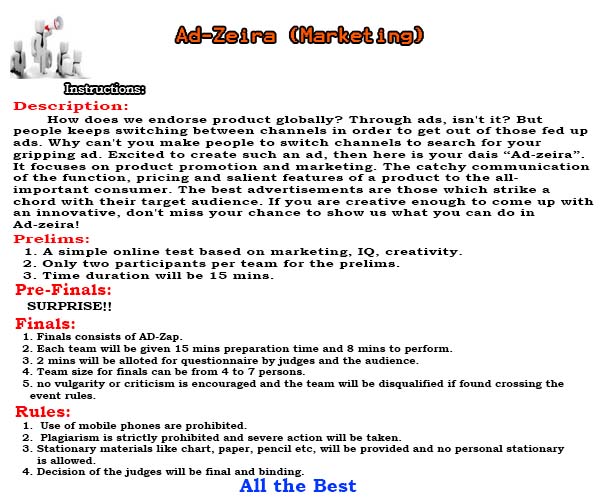 Ad-Zeira (Marketing)
Instructions:
Description:
How does we endorse product globally? Through ads, isn't it? But
people keeps switching between channels in order to get out of those fed up
ads. Why can't you make people to switch channels to search for your
gripping ad. Excited to create such an ad, then here is your dais “Ad-zeira”.
It focuses on product promotion and marketing. The catchy communication
of the function, pricing and salient features of a product to the all-
important consumer. The best advertisements are those which strike a
chord with their target audience. If you are creative enough to come up with
an innovative, don't miss your chance to show us what you can do in
Ad-zeira!
Prelims:
1. A simple online test based on marketing, IQ, creativity.
2. Only two participants per team for the prelims.
3. Time duration will be 15 mins.
Pre-Finals:
SURPRISE!!
Finals:
1. Finals consists of AD-Zap.
2. Each team will be given 15 mins preparation time and 8 mins to perform.
3. 2 mins will be alloted for questionnaire by judges and the audience.
4. Team size for finals can be from 4 to 7 persons.
5. no vulgarity or criticism is encouraged and the team will be disqualified if found crossing the
event rules.
Rules:
1. Use of mobile phones are prohibited.
2. Plagiarism is strictly prohibited and severe action will be taken.
3. Stationary materials like chart, paper, pencil etc, will be provided and no personal stationary
is allowed.
4. Decision of the judges will be final and binding.
All the Best